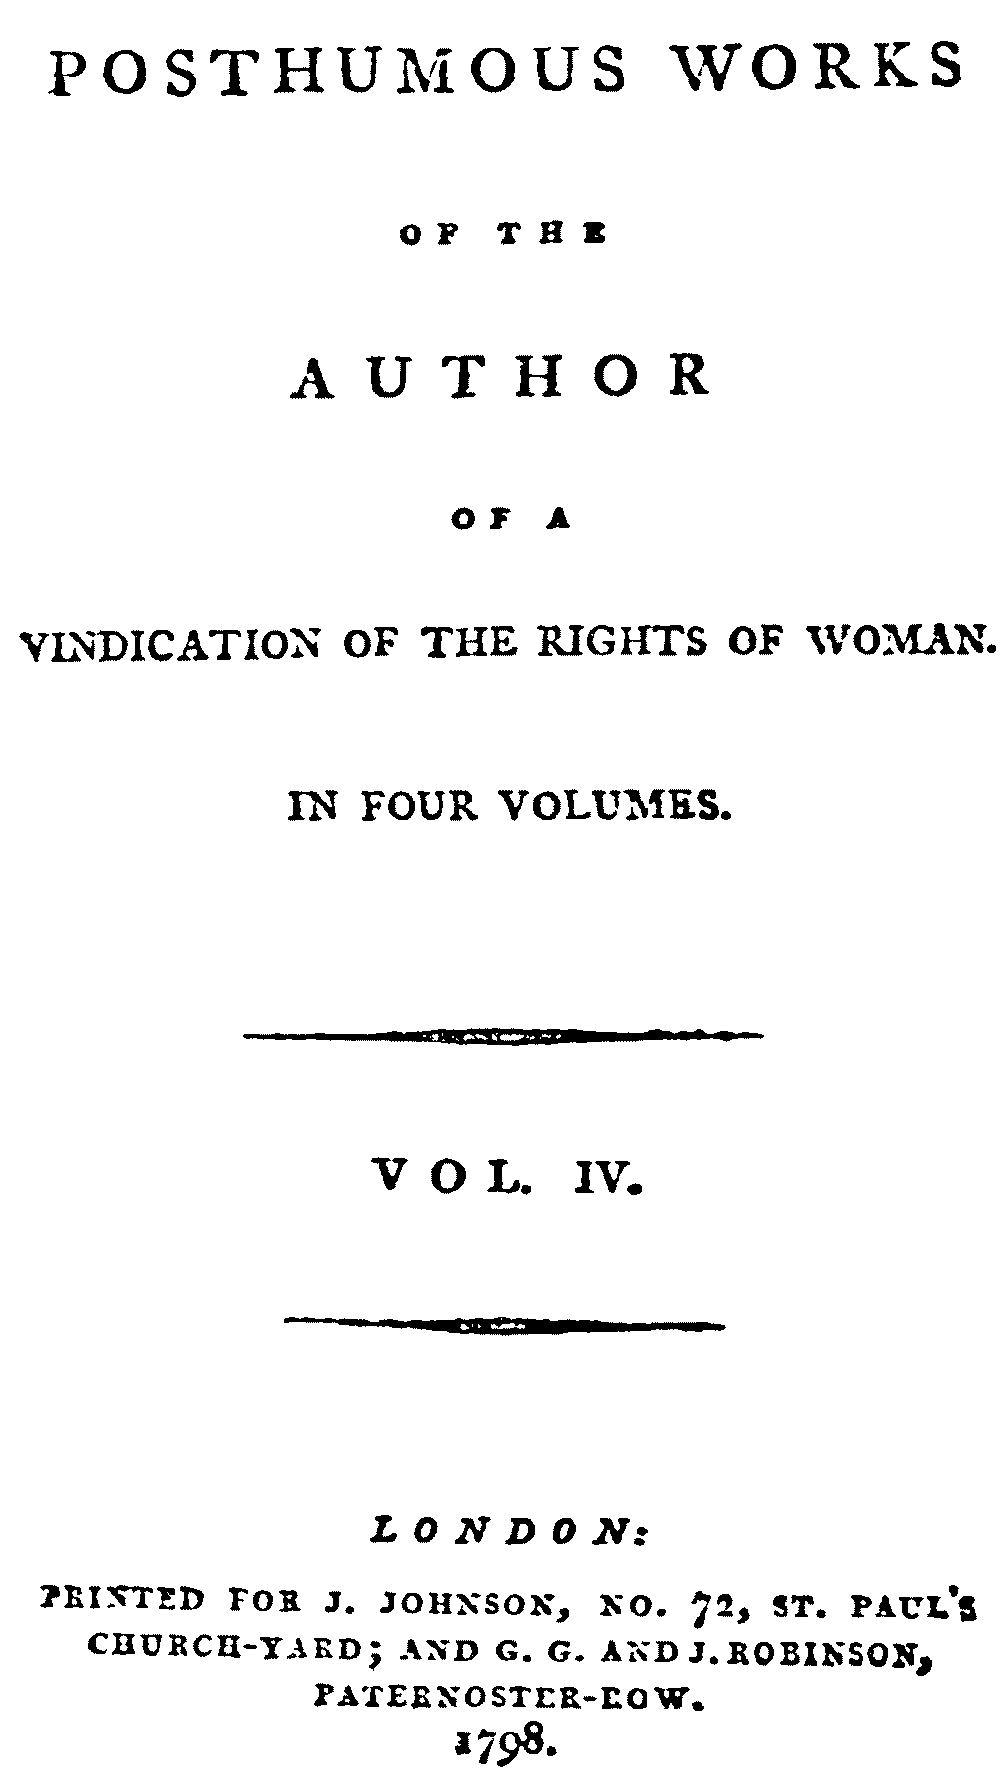 POSTHUMOUS WORKS
OF THE
AUTHOR
OF A
VINDICATION OF THE RIGHTS OF WOMAN.
IN FOUR VOLUMES.
VOL. IV.
LONDON:
PRINTED FOR J. JOHNSON, NO. 72, ST. PAUL'S
CHURCH-YARD; AND G. G. AND J. ROBINSON,
PATERNOSTER-ROW.
1798.